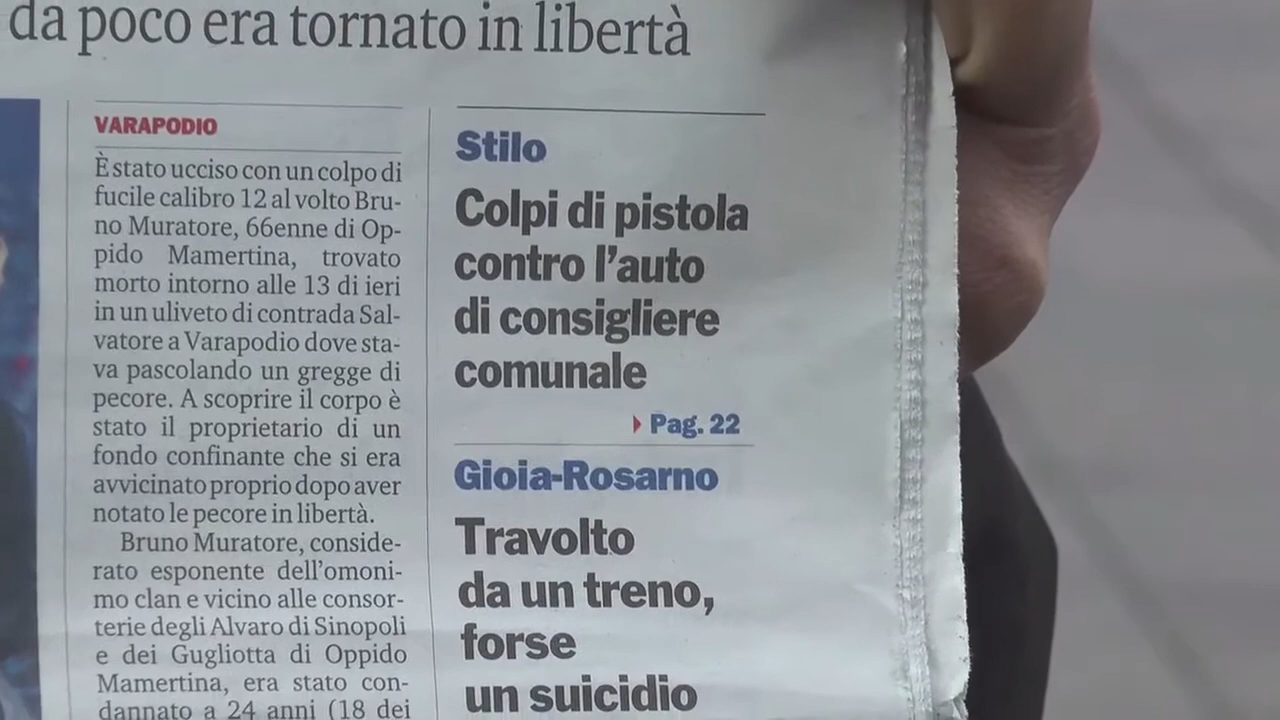 da poco era tornato in libertà
VARAPODIO
È stato ucciso con un colpo di
fucile calibro 12 al volto Bru-
no Muratore, 66enne di Op-
pido Mamertina, trovato
morto intorno alle 13 di ieri
in un uliveto di contrada Sal-
vatore a Varapodio dove sta-
va pascolando un gregge di
pecore. A scoprire il corpo è
stato il proprietario di un
fondo confinante che si era
avvicinato proprio dopo aver
notato le pecore in libertà.
Bruno Muratore, conside-
rato esponente dell'omoni-
mo clan e vicino alle consor-
terie degli Alvaro di Sinopoli
e dei Gugliotta di Oppido
Mamertina, era stato con-
dannato a 24 anni (18 dei
Stilo
Colpi di pistola
contro l'auto
di consigliere
comunale
Pag. 22
Gioia-Rosarno
Travolto
da un treno,
forse
un suicidio